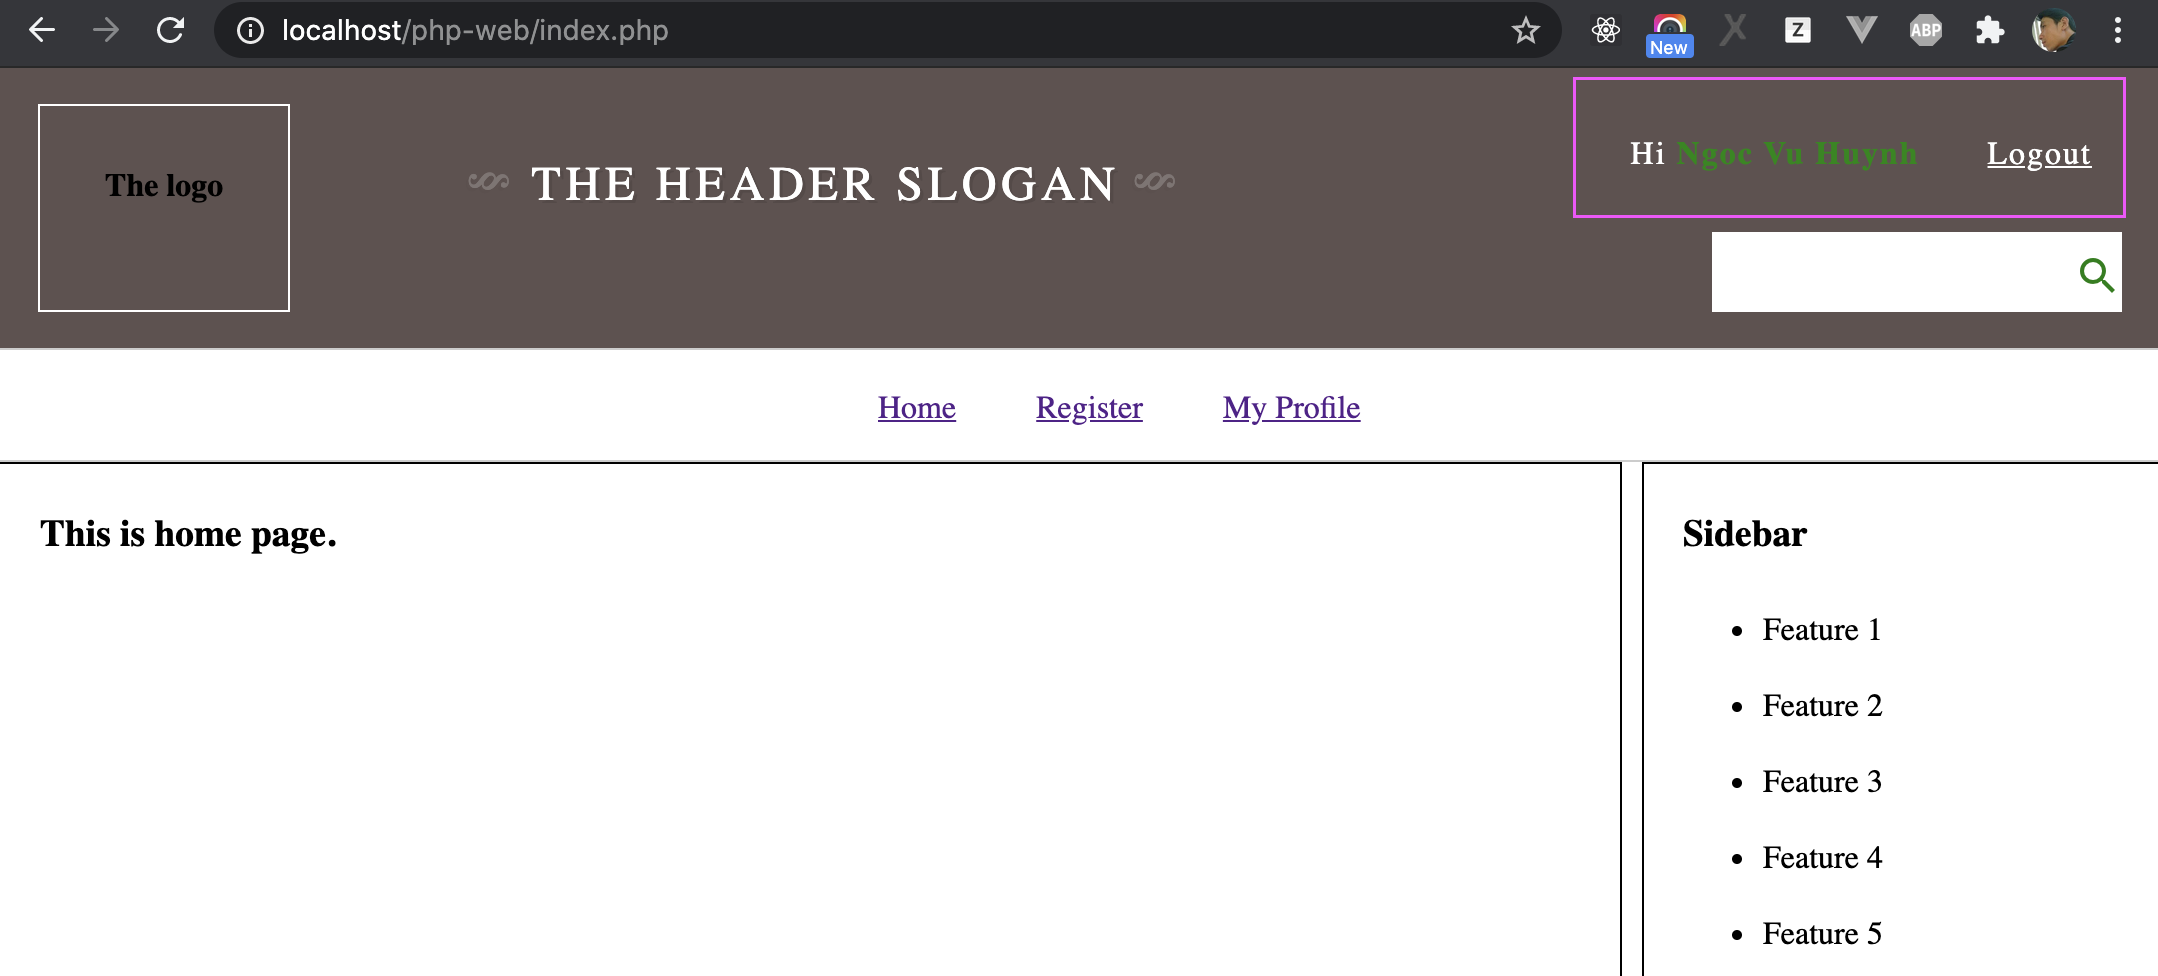 localhost/php-web/index.php
New
Z
ABP
The logo
THE HEADER SLOGAN
Hi Ngoc Vu Huynh Logout
Home Register My Profile
This is home page.
Sidebar
Feature 1
Feature 2
Feature 3
Feature 4
Feature 5